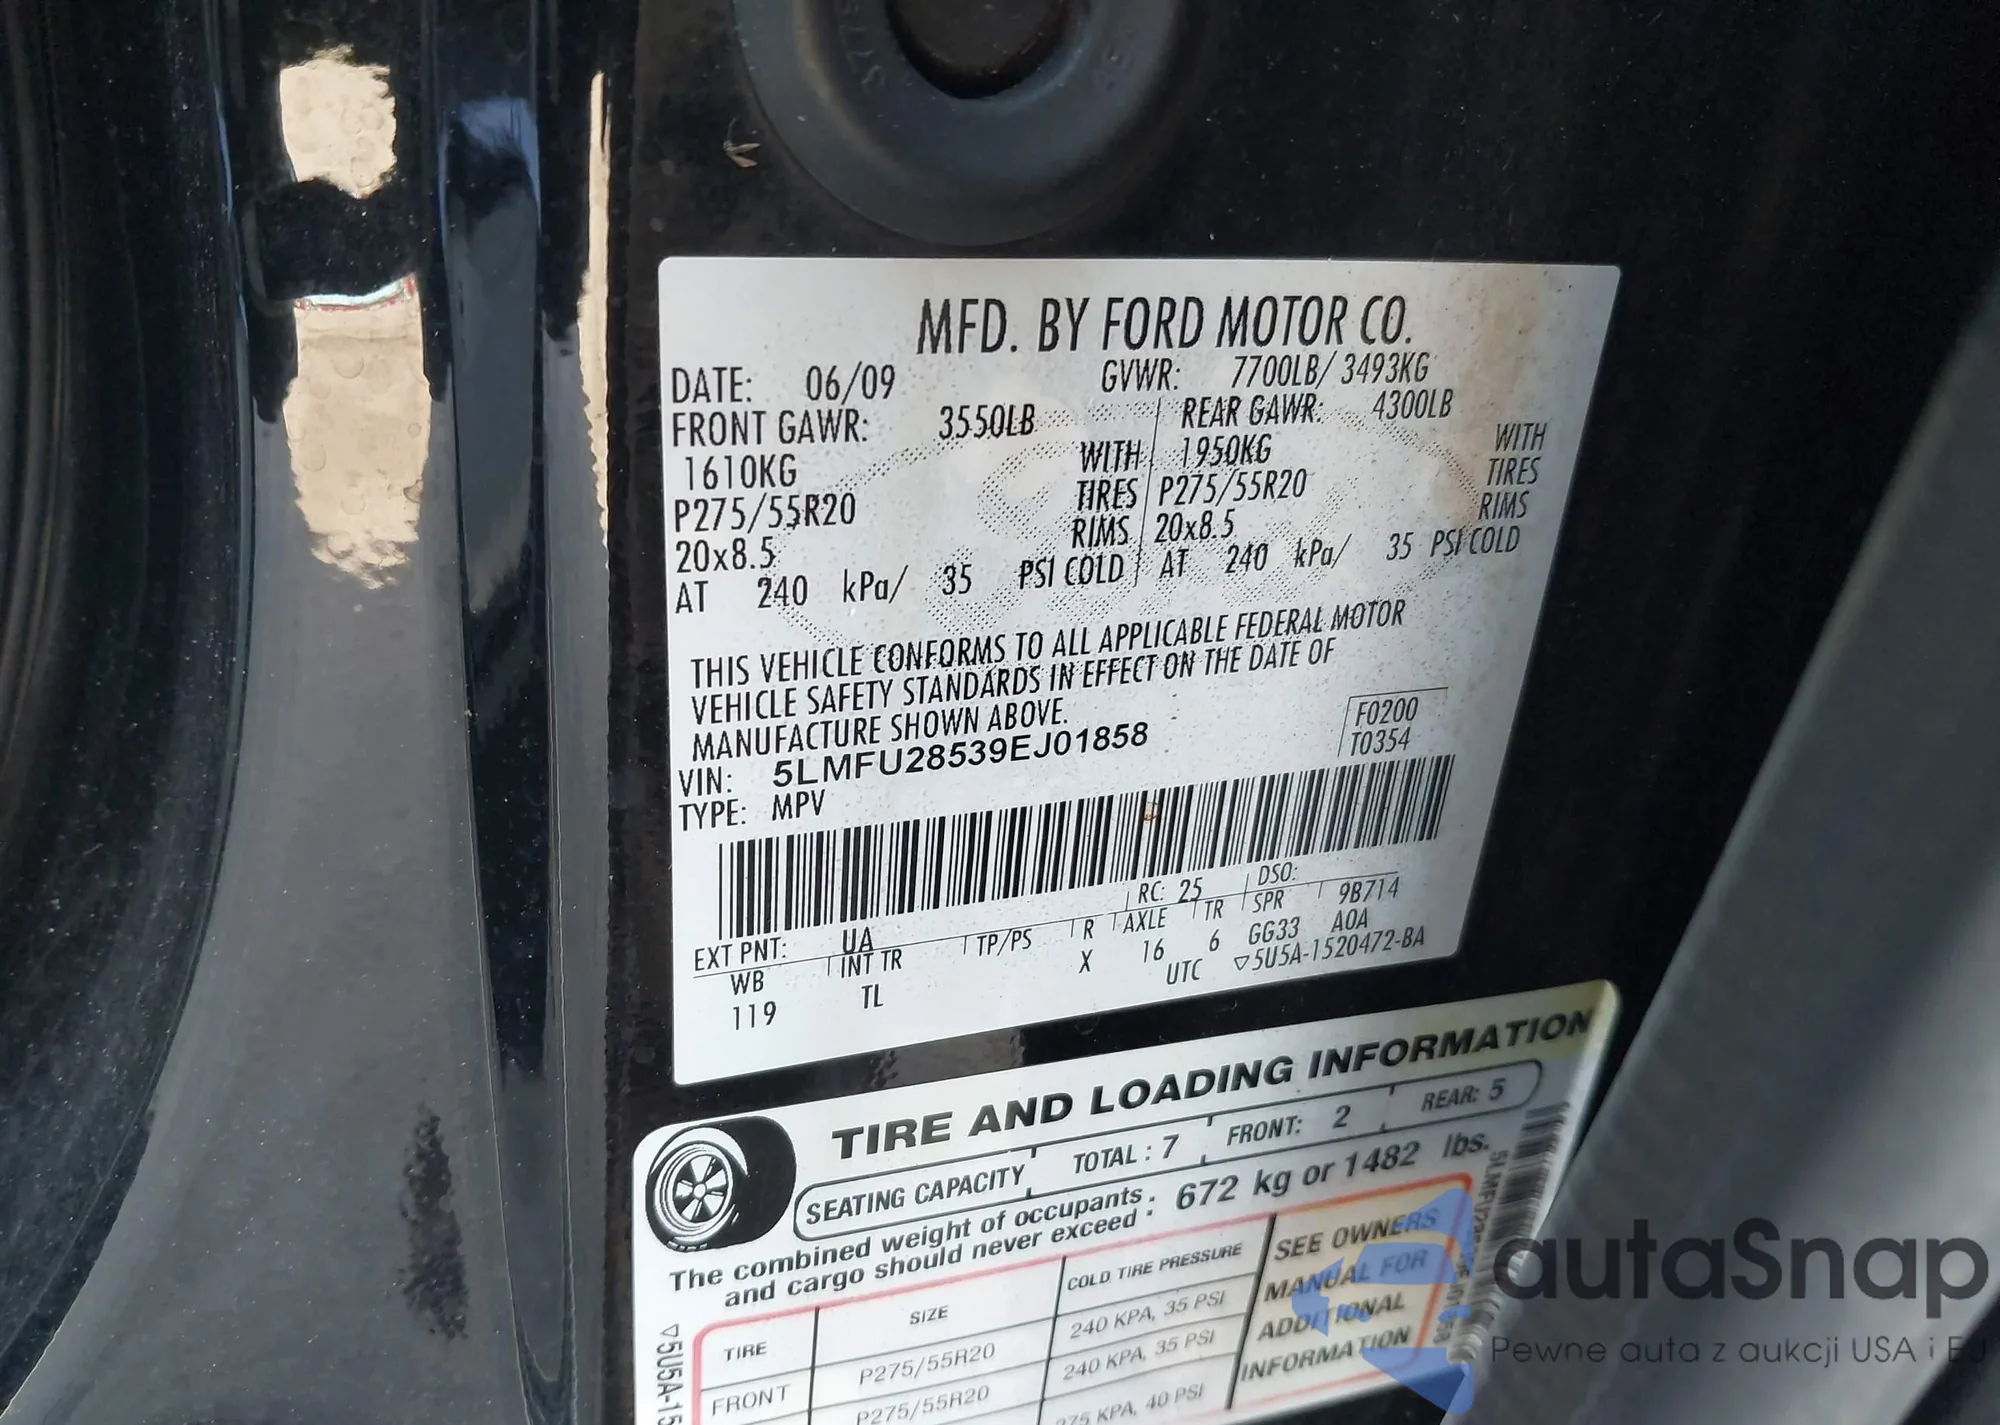 MFD. BY FORD MOTOR CO.
DATE: 06/09 GVWR: 7700LB/ 3493KG
FRONT GAWR: 3550LB REAR GAWR: 4300LB
1610KG WITH 1950KG WITH
P275/55R20 TIRES P275/55R20 TIRES
20x8.5 RIMS 20x8.5 RIMS
AT 240 kPa/ 35 PSI COLD AT 240 kPa/ 35 PSI COLD
THIS VEHICLE CONFORMS TO ALL APPLICABLE FEDERAL MOTOR
VEHICLE SAFETY STANDARDS IN EFFECT ON THE DATE OF
MANUFACTURE SHOWN ABOVE.
F0200
VIN: 5LMFU28539EJ01858
T0354
TYPE: MPV
EXT PNT: UA RC: 25 DSO:
WB INT TR TP/PS R AXLE TR SPR 9B714
119 TL X 16 6 GG33 A0A
UTC ▽5U5A-1520472-BA
TIRE AND LOADING INFORMATION
SEATING CAPACITY TOTAL : 7 FRONT: 2 REAR: 5
The combined weight of occupants
and cargo should never exceed : 672 kg or 1482 lbs.
TIRE SIZE COLD TIRE PRESSURE SEE OWNERS
MANUAL FOR
ADDITIONAL
INFORMATION
FRONT P275/55R20 240 KPA, 35 PSI
P275/55R20 240 KPA, 35 PSI
KPA, 40 PSI
▽5U5A-15
autaSnap
Pewne auta z aukcji USA i EU